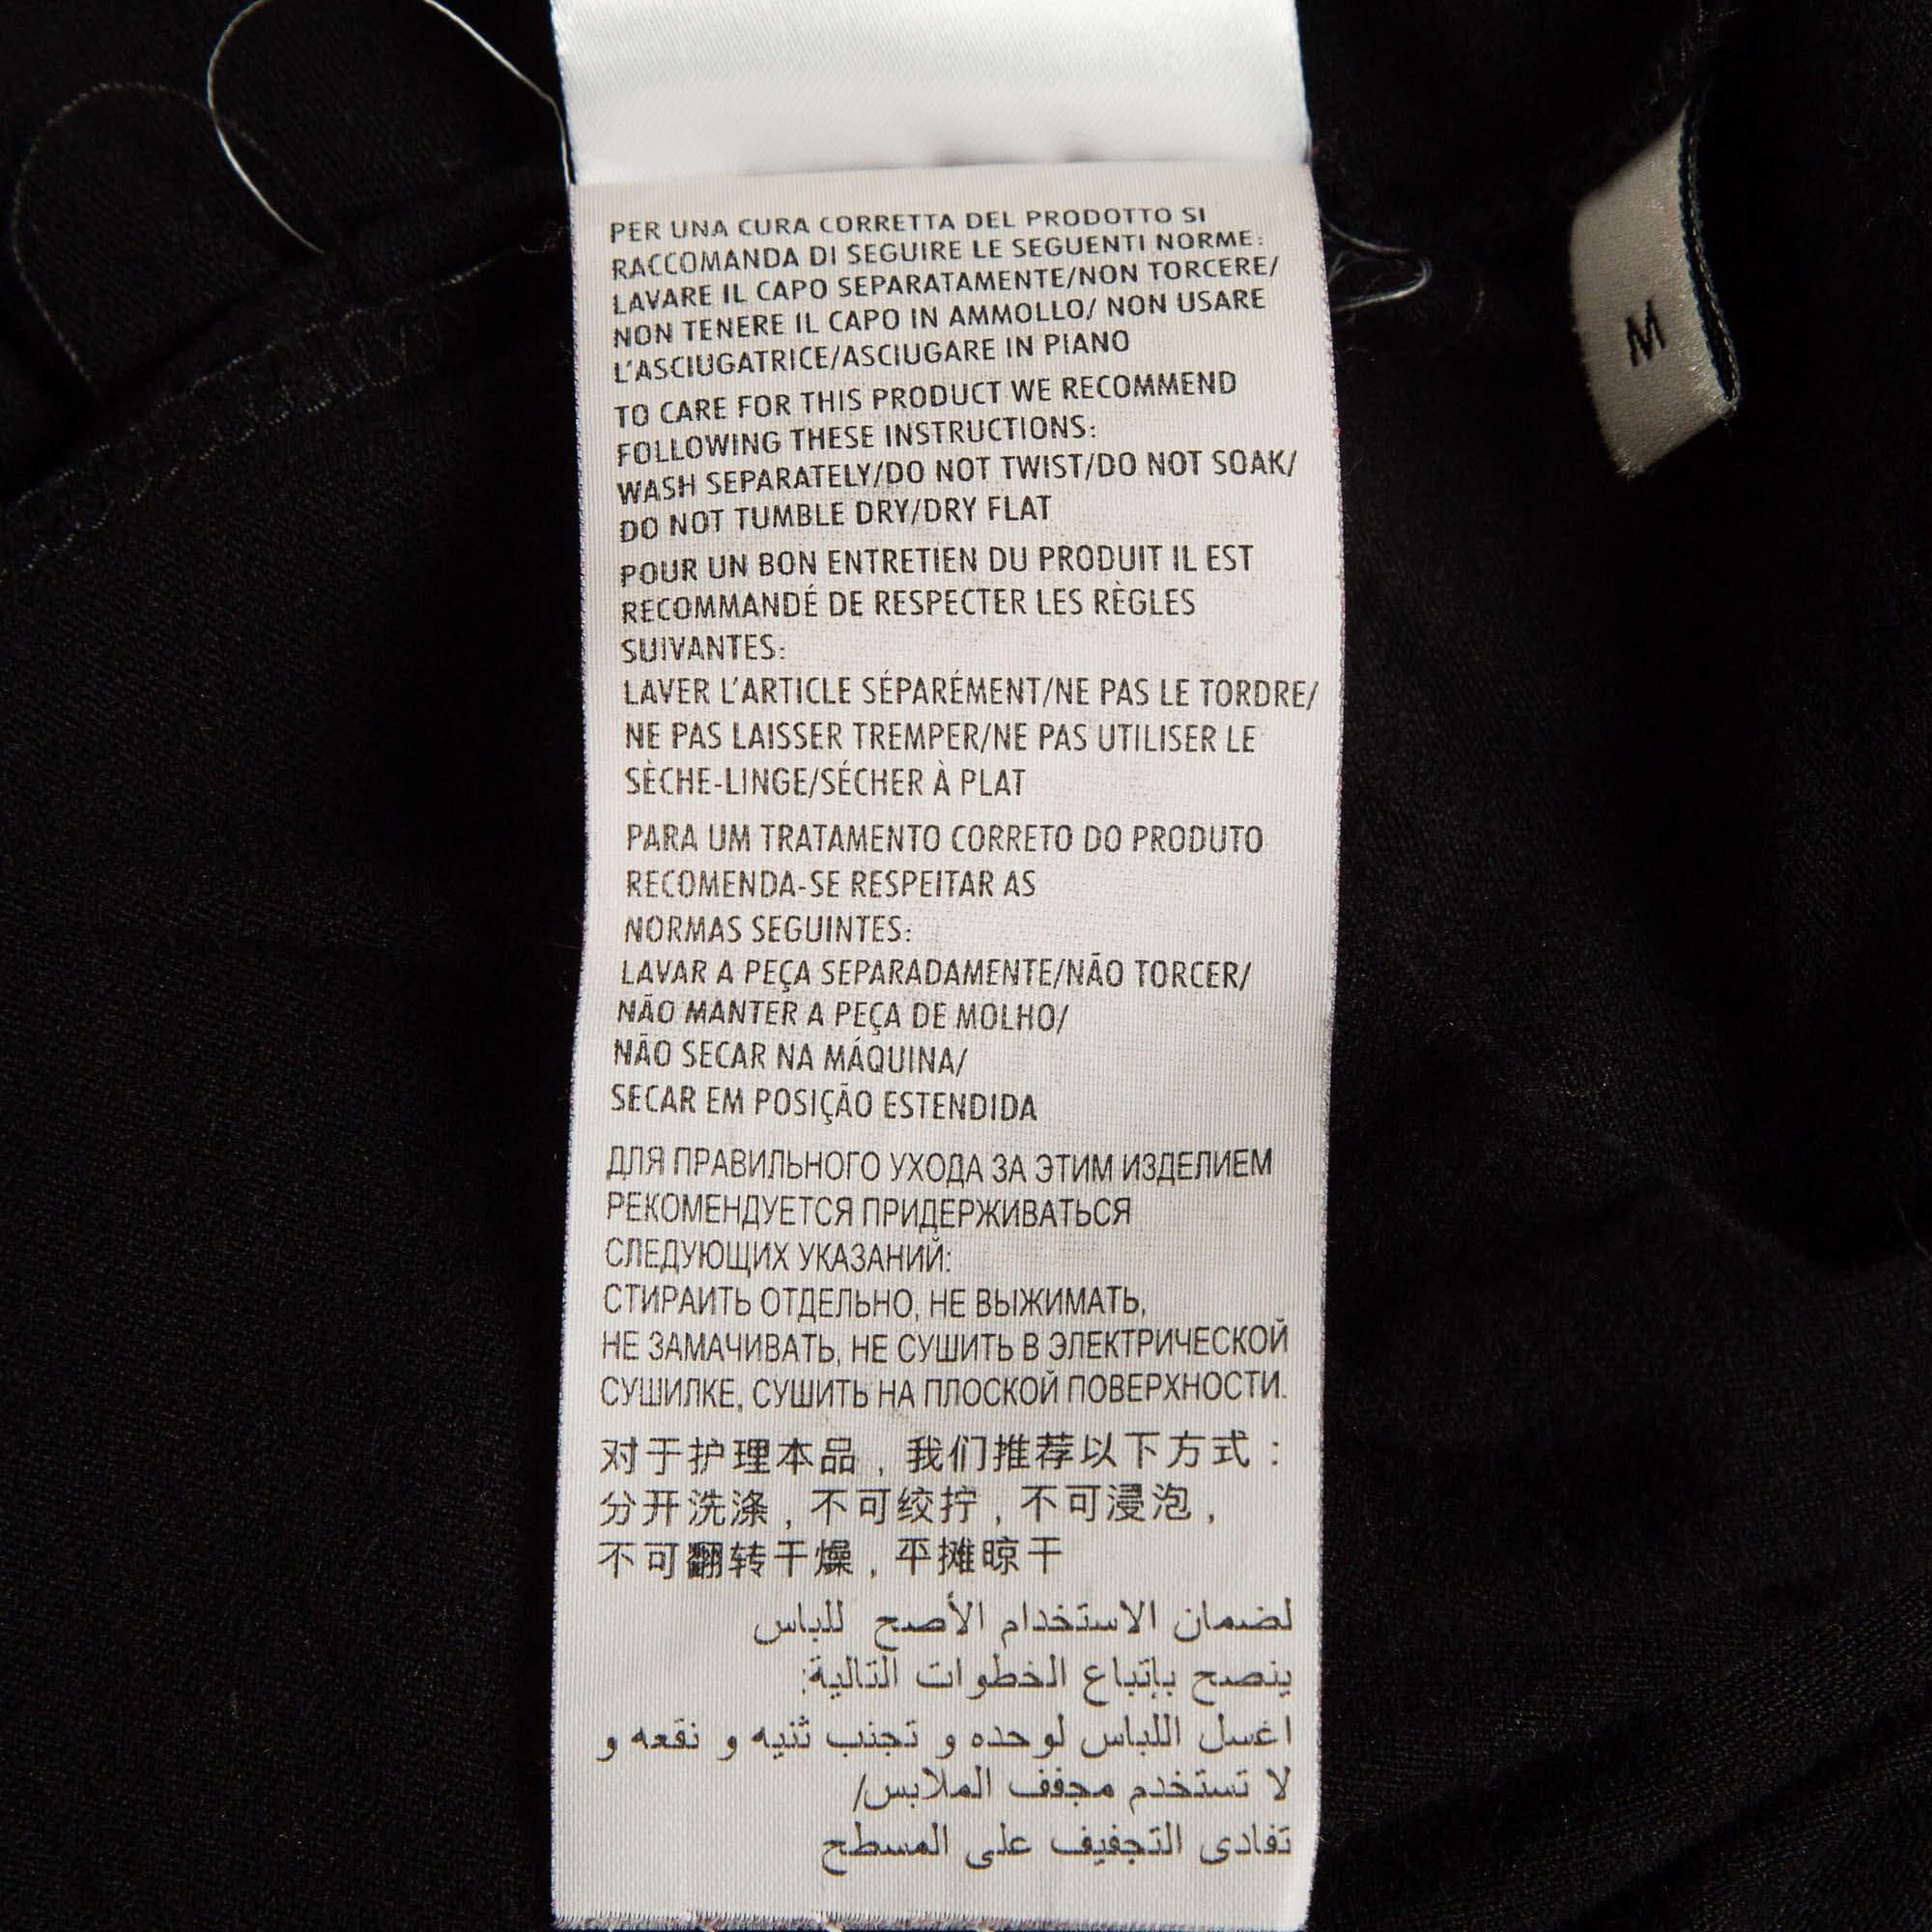 PER UNA CURA CORRETTA DEL PRODOTTO SI
RACCOMANDA DI SEGUIRE LE SEGUENTI NORME:
LAVARE IL CAPO SEPARATAMENTE/NON TORCERE/
NON TENERE IL CAPO IN AMMOLLO/ NON USARE
L'ASCIUGATRICE/ASCIUGARE IN PIANO
TO CARE FOR THIS PRODUCT WE RECOMMEND
FOLLOWING THESE INSTRUCTIONS:
WASH SEPARATELY/DO NOT TWIST/DO NOT SOAK/
DO NOT TUMBLE DRY/DRY FLAT
POUR UN BON ENTRETIEN DU PRODUIT IL EST
RECOMMANDÉ DE RESPECTER LES RÈGLES
SUIVANTES:
LAVER L'ARTICLE SÉPARÉMENT/NE PAS LE TORDRE/
NE PAS LAISSER TREMPER/NE PAS UTILISER LE
SÈCHE-LINGE/SÉCHER À PLAT
PARA UM TRATAMENTO CORRETO DO PRODUTO
RECOMENDA-SE RESPEITAR AS
NORMAS SEGUINTES:
LAVAR A PEÇA SEPARADAMENTE/NÃO TORCER/
NÃO MANTER A PEÇA DE MOLHO/
NÃO SECAR NA MÁQUINA/
SECAR EM POSIÇÃO ESTENDIDA
ДЛЯ ПРАВИЛЬНОГО УХОДА ЗА ЭТИМ ИЗДЕЛИЕМ
РЕКОМЕНДУЕТСЯ ПРИДЕРЖИВАТЬСЯ
СЛЕДУЮЩИХ УКАЗАНИЙ:
СТИРАИТЬ ОТДЕЛЬНО, НЕ ВЫЖИМАТЬ,
НЕ ЗАМАЧИВАТЬ, НЕ СУШИТЬ В ЭЛЕКТРИЧЕСКОЙ
СУШИЛКЕ, СУШИТЬ НА ПЛОСКОЙ ПОВЕРХНОСТИ.
对于护理本品，我们推荐以下方式：
分开洗涤，不可绞拧，不可浸泡，
不可翻转干燥，平摊晾干
لضمان الاستخدام الأصح للباس
ينصح بإتباع الخطوات التالية:
اغسل اللباس لوحده و تجنب ثنيه و نقعه و
لا تستخدم مجفف الملابس/
تفادى التجفيف على المسطح
M